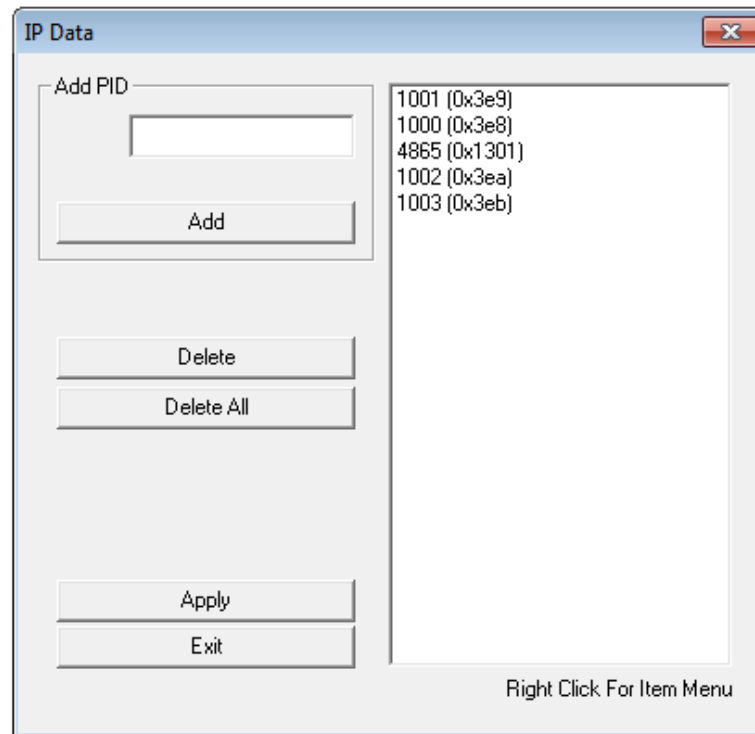 IP Data
Add PID
Add
Delete
Delete All
Apply
Exit
1001 (0x3e9)
1000 (0x3e8)
4865 (0x1301)
1002 (0x3ea)
1003 (0x3eb)
Right Click For Item Menu